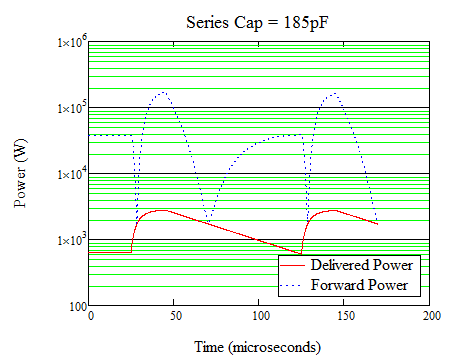 Series Cap = 185pF
1×10⁶
1×10⁵
1×10⁴
1×10³
100
Power (W)
0 50 100 150 200
Time (microseconds)
Delivered Power
Forward Power